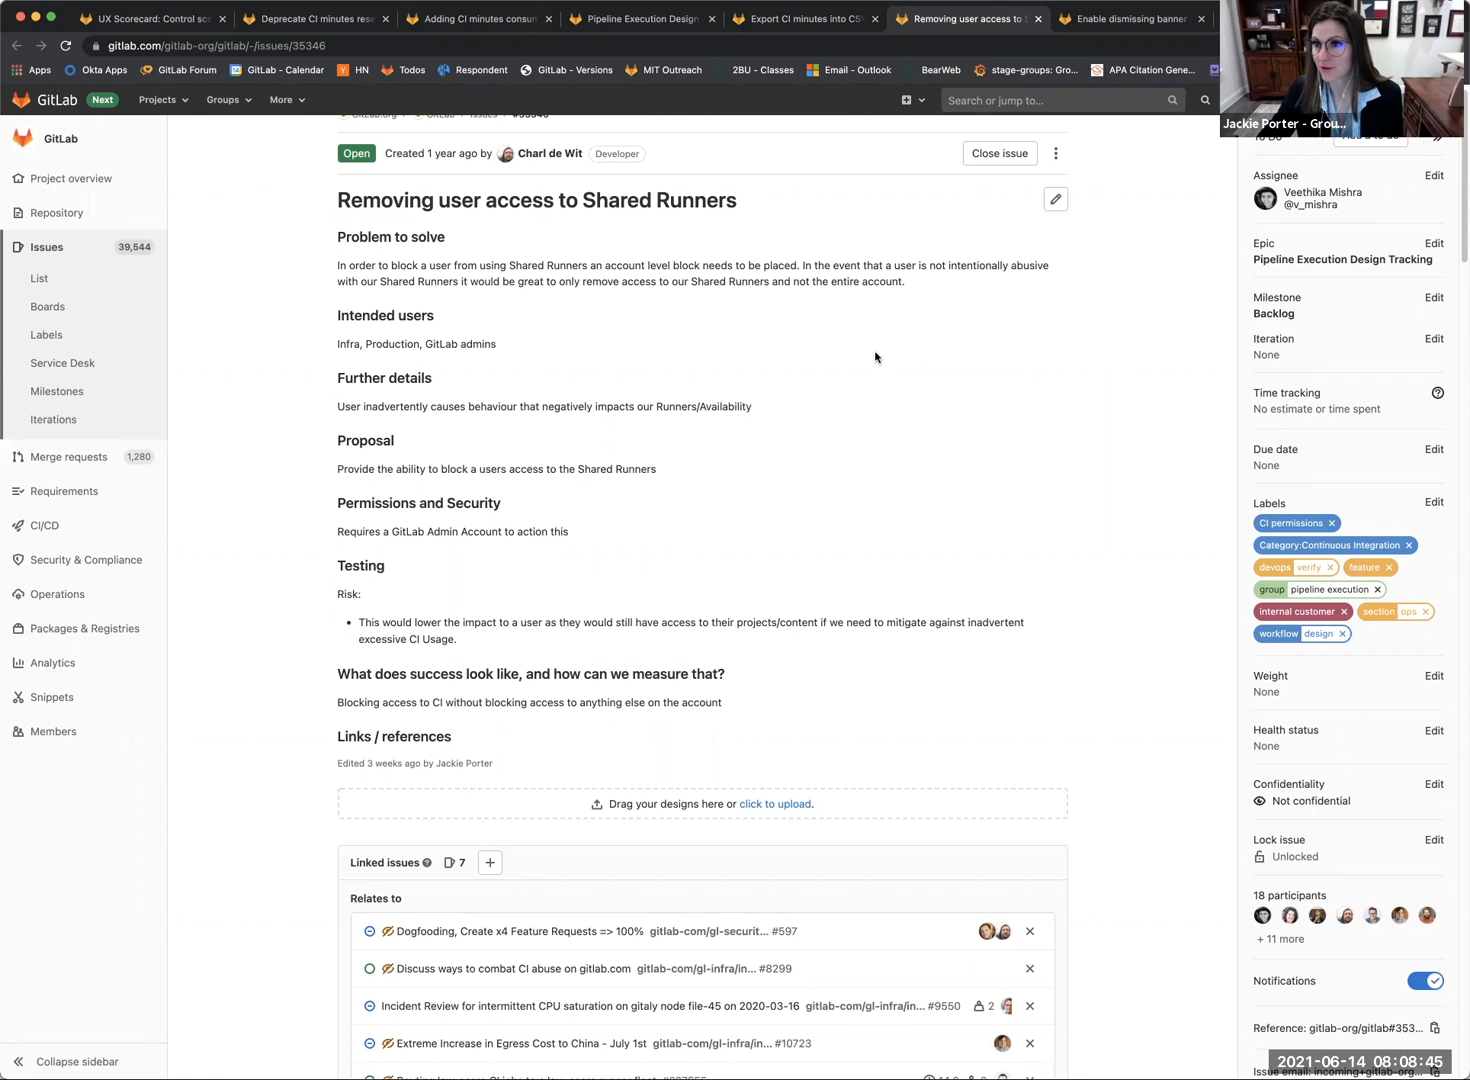 UX Scorecard: Control sc
Deprecate CI minutes rese
Adding CI minutes consum
Pipeline Execution Design
Export CI minutes into CSV
Removing user access to S
Enable dismissing banner
gitlab.com/gitlab-org/gitlab/-/issues/35346
Apps
Okta Apps
GitLab Forum
GitLab - Calendar
HN
Todos
Respondent
GitLab - Versions
MIT Outreach
2BU - Classes
Email - Outlook
BearWeb
stage-groups: Gro...
APA Citation Gene...
GitLab
Next
Projects
Groups
More
Search or jump to...
Jackie Porter - Grou...
GitLab
Project overview
Repository
Issues 39,544
List
Boards
Labels
Service Desk
Milestones
Iterations
Merge requests 1,280
Requirements
CI/CD
Security & Compliance
Operations
Packages & Registries
Analytics
Snippets
Members
Collapse sidebar
Open Created 1 year ago by Charl de Wit Developer
Close issue
Removing user access to Shared Runners
Problem to solve
In order to block a user from using Shared Runners an account level block needs to be placed. In the event that a user is not intentionally abusive
with our Shared Runners it would be great to only remove access to our Shared Runners and not the entire account.
Intended users
Infra, Production, GitLab admins
Further details
User inadvertently causes behaviour that negatively impacts our Runners/Availability
Proposal
Provide the ability to block a users access to the Shared Runners
Permissions and Security
Requires a GitLab Admin Account to action this
Testing
Risk:
• This would lower the impact to a user as they would still have access to their projects/content if we need to mitigate against inadvertent
excessive CI Usage.
What does success look like, and how can we measure that?
Blocking access to CI without blocking access to anything else on the account
Links / references
Edited 3 weeks ago by Jackie Porter
Drag your designs here or click to upload.
Linked issues 7
Relates to
Dogfooding, Create x4 Feature Requests => 100% gitlab-com/gl-securit... #597
Discuss ways to combat CI abuse on gitlab.com gitlab-com/gl-infra/in... #8299
Incident Review for intermittent CPU saturation on gitaly node file-45 on 2020-03-16 gitlab-com/gl-infra/in... #9550 2
Extreme Increase in Egress Cost to China - July 1st gitlab-com/gl-infra/in... #10723
Assignee Edit
Veethika Mishra
@v_mishra
Epic Edit
Pipeline Execution Design Tracking
Milestone Edit
Backlog
Iteration Edit
None
Time tracking
No estimate or time spent
Due date Edit
None
Labels Edit
CI permissions
Category:Continuous Integration
devops verify feature
group pipeline execution
internal customer section ops
workflow design
Weight Edit
None
Health status Edit
None
Confidentiality Edit
Not confidential
Lock issue Edit
Unlocked
18 participants
+ 11 more
Notifications
Reference: gitlab-org/gitlab#353...
2021-06-14 08:08:45